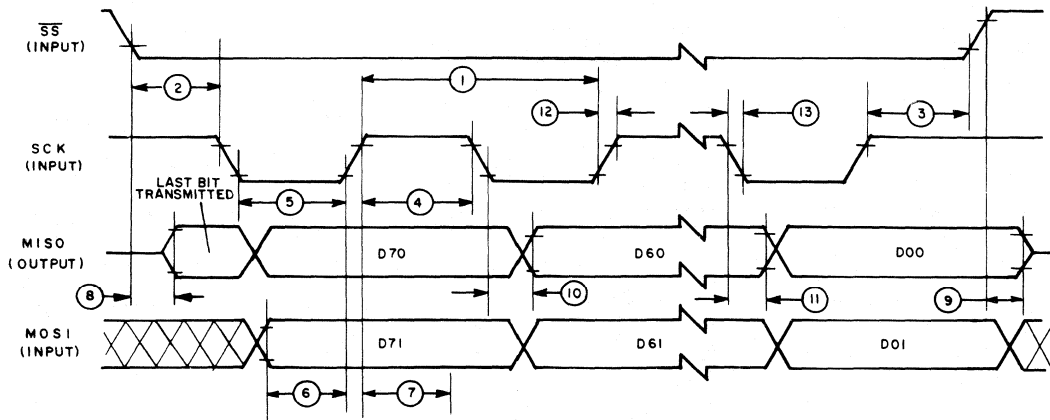 SS
(INPUT)
2
1
12
13
3
SCK
(INPUT)
LAST BIT
TRANSMITTED
5
4
MISO
(OUTPUT)
D70
D60
D00
8
10
11
9
MOSI
(INPUT)
D71
D61
D01
6
7